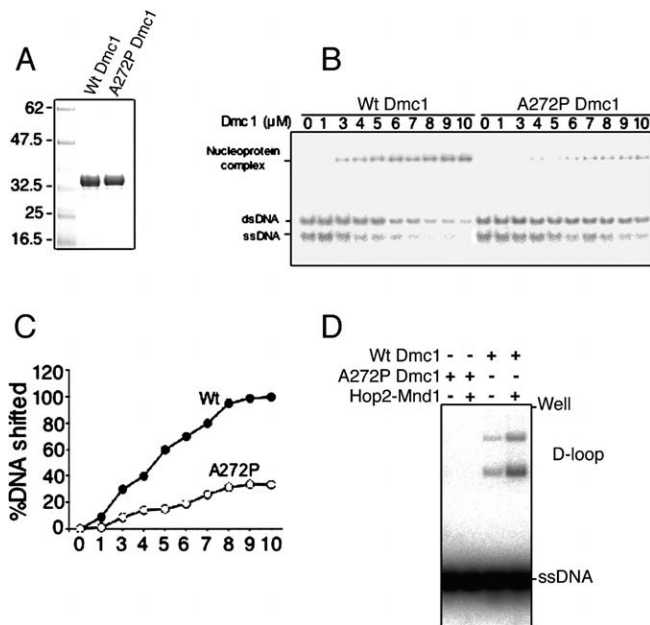 A
Wt Dmc1
A272P Dmc1
62 -
47.5 -
32.5 -
25 -
16.5 -
B
Wt Dmc1 A272P Dmc1
Dmc1 (µM) 0 1 3 4 5 6 7 8 9 10 0 1 3 4 5 6 7 8 9 10
Nucleoprotein
complex
dsDNA
ssDNA
C
%DNA shifted
120
100
80
60
40
20
0
Wt
A272P
0 1 3 4 5 6 7 8 9 10
D
Wt Dmc1 - - + +
A272P Dmc1 + + - -
Hop2-Mnd1 - + - +
Well
D-loop
ssDNA